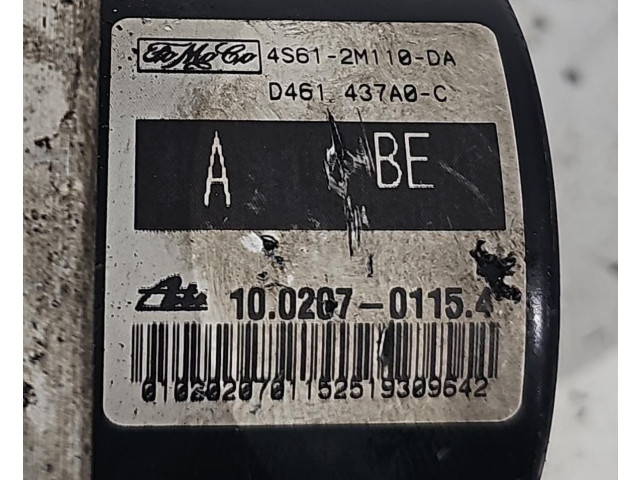 FoMoCo 4S61-2M110-DA
D461 437A0-C
A BE
Ate 10.0207-0115.4
0102020701152519309642